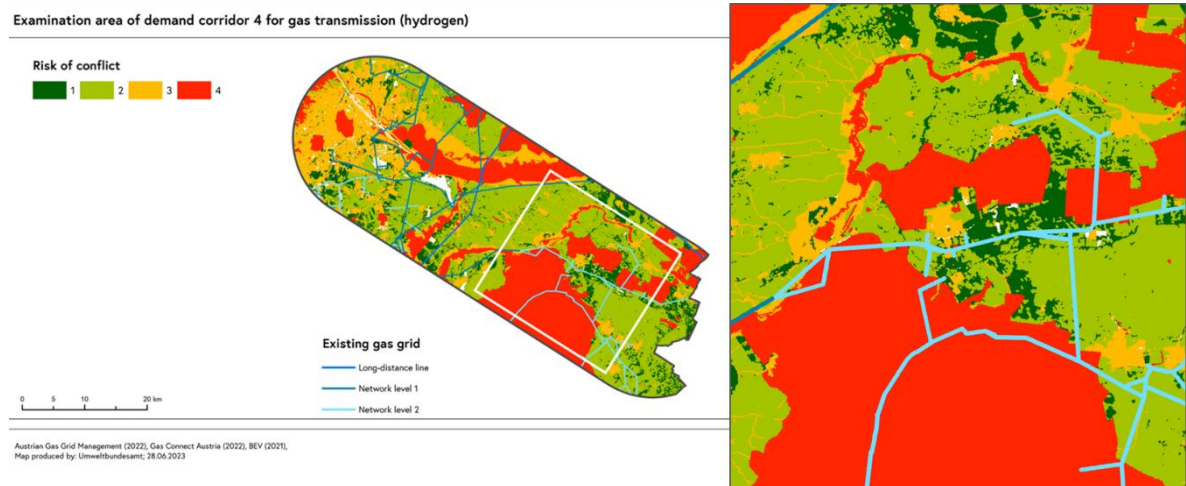 Examination area of demand corridor 4 for gas transmission (hydrogen)
Risk of conflict
1 2 3 4
Existing gas grid
Long-distance line
Network level 1
Network level 2
0 5 10 20 km
Austrian Gas Grid Management (2022), Gas Connect Austria (2022), BEV (2021),
Map produced by: Umweltbundesamt; 28.06.2023